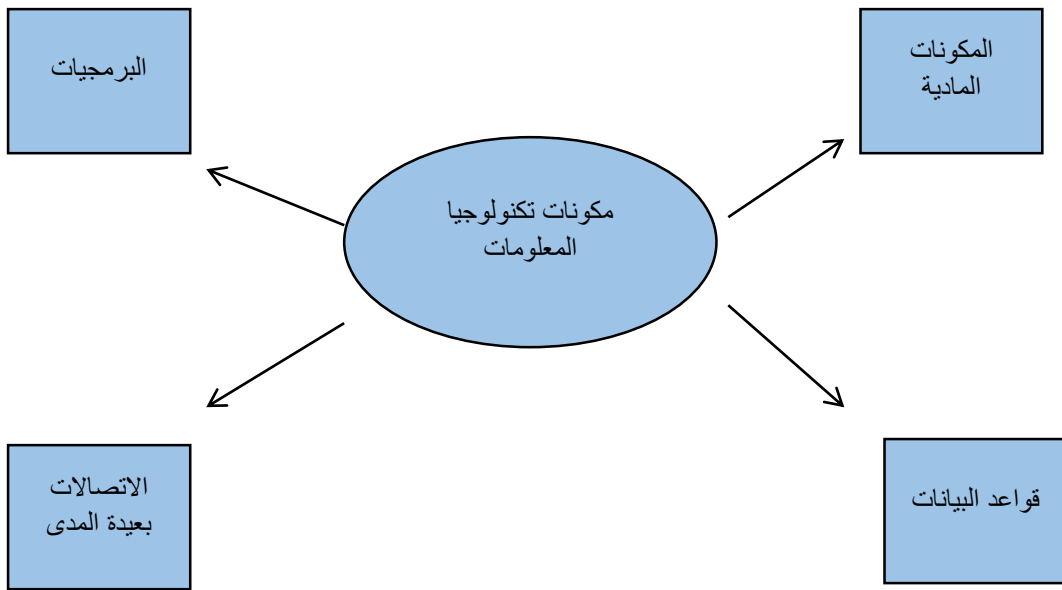 المكونات
المادية
البرمجيات
مكونات تكنولوجيا
المعلومات
قواعد البيانات
الاتصالات
بعيدة المدى